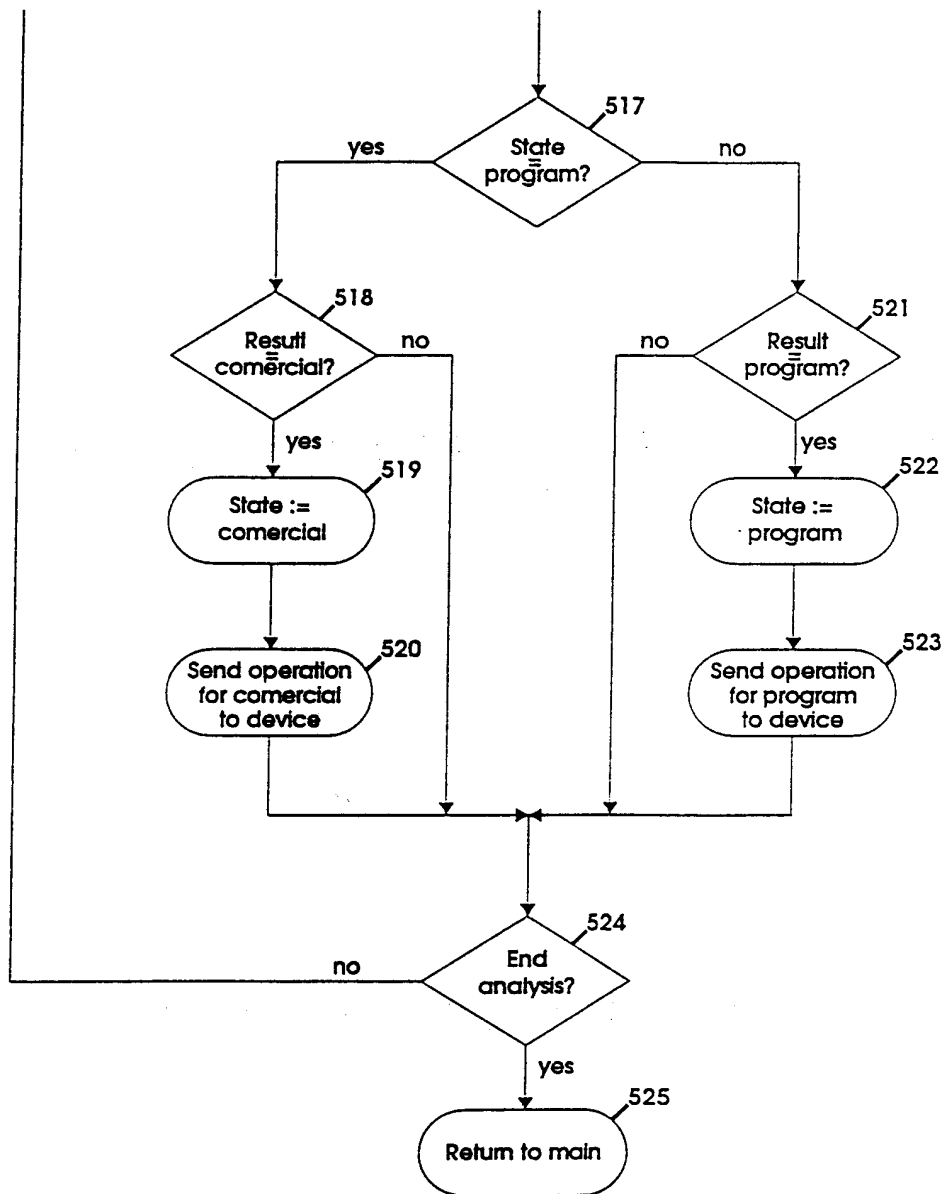 517
State
=
program?
yes
no
518
Resutl
=
comercial?
no
yes
521
Result
=
program?
no
yes
519
State :=
comercial
522
State :=
program
520
Send operation
for comercial
to device
523
Send operation
for program
to device
524
End
analysis?
no
yes
525
Return to main